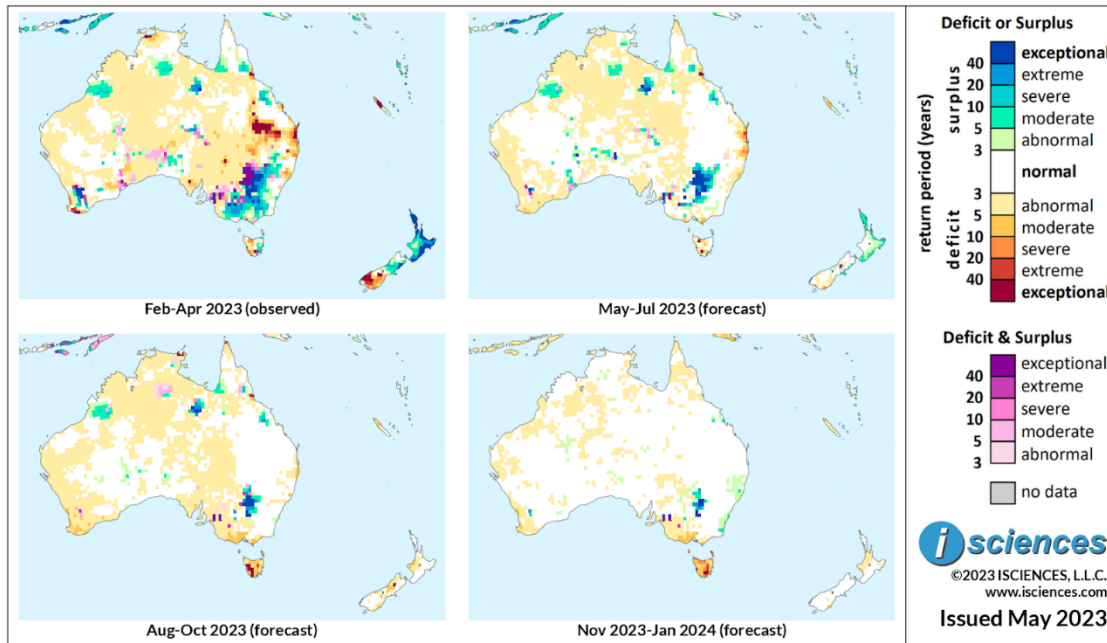 Feb-Apr 2023 (observed)
May-Jul 2023 (forecast)
Aug-Oct 2023 (forecast)
Nov 2023-Jan 2024 (forecast)
Deficit or Surplus
return period (years)
surplus
deficit
40
20
10
5
3
3
5
10
20
40
exceptional
extreme
severe
moderate
abnormal
normal
abnormal
moderate
severe
extreme
exceptional
Deficit & Surplus
40
20
10
5
3
exceptional
extreme
severe
moderate
abnormal
no data
i sciences
©2023 ISCIENCES, L.L.C.
www.isciences.com
Issued May 2023